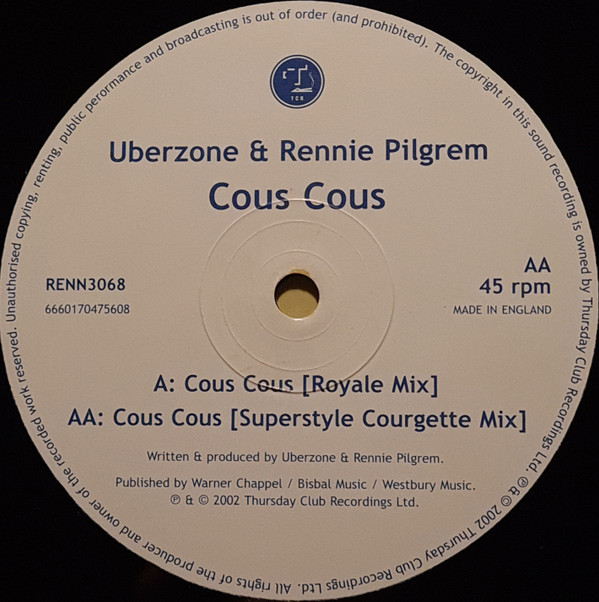 TCR
Uberzone & Rennie Pilgrem
Cous Cous
RENN3068
6660170475608
AA
45 rpm
MADE IN ENGLAND
A: Cous Cous [Royale Mix]
AA: Cous Cous [Superstyle Courgette Mix]
Written & produced by Uberzone & Rennie Pilgrem.
Published by Warner Chappel / Bisbal Music / Westbury Music.
℗ & © 2002 Thursday Club Recordings Ltd.
℗ & © 2002 Thursday Club Recordings Ltd. All rights of the producer and owner of the recorded work reserved. Unauthorised copying, renting, public perormance and broadcasting is out of order (and prohibited). The copyright in this sound recording is owned by Thursday Club Recordings Ltd.